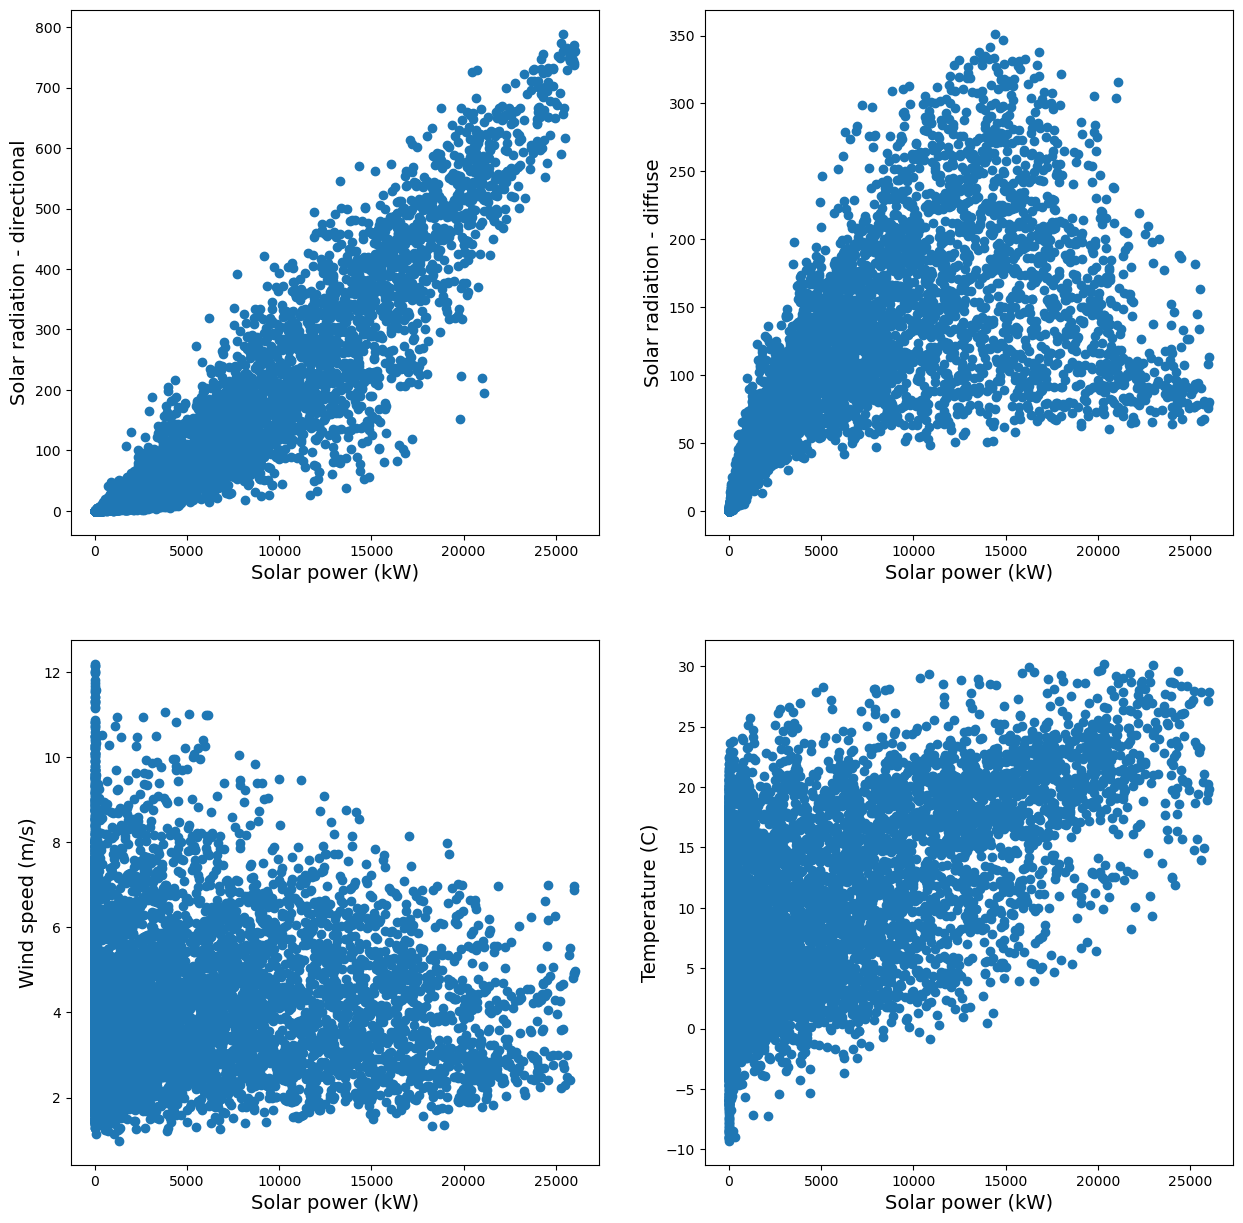 800
700
600
500
400
300
200
100
0
Solar radiation - directional
0 5000 10000 15000 20000 25000
Solar power (kW)
350
300
250
200
150
100
50
0
Solar radiation - diffuse
0 5000 10000 15000 20000 25000
Solar power (kW)
12
10
8
6
4
2
Wind speed (m/s)
0 5000 10000 15000 20000 25000
Solar power (kW)
30
25
20
15
10
5
0
−5
−10
Temperature (C)
0 5000 10000 15000 20000 25000
Solar power (kW)